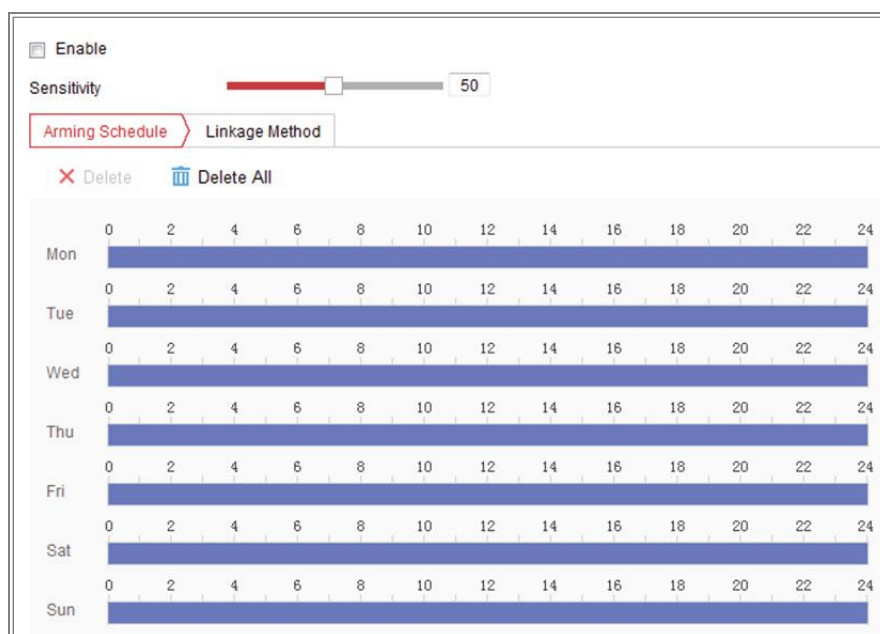 Enable
Sensitivity 50
Arming Schedule Linkage Method
Delete Delete All
0 2 4 6 8 10 12 14 16 18 20 22 24
Mon
0 2 4 6 8 10 12 14 16 18 20 22 24
Tue
0 2 4 6 8 10 12 14 16 18 20 22 24
Wed
0 2 4 6 8 10 12 14 16 18 20 22 24
Thu
0 2 4 6 8 10 12 14 16 18 20 22 24
Fri
0 2 4 6 8 10 12 14 16 18 20 22 24
Sat
0 2 4 6 8 10 12 14 16 18 20 22 24
Sun